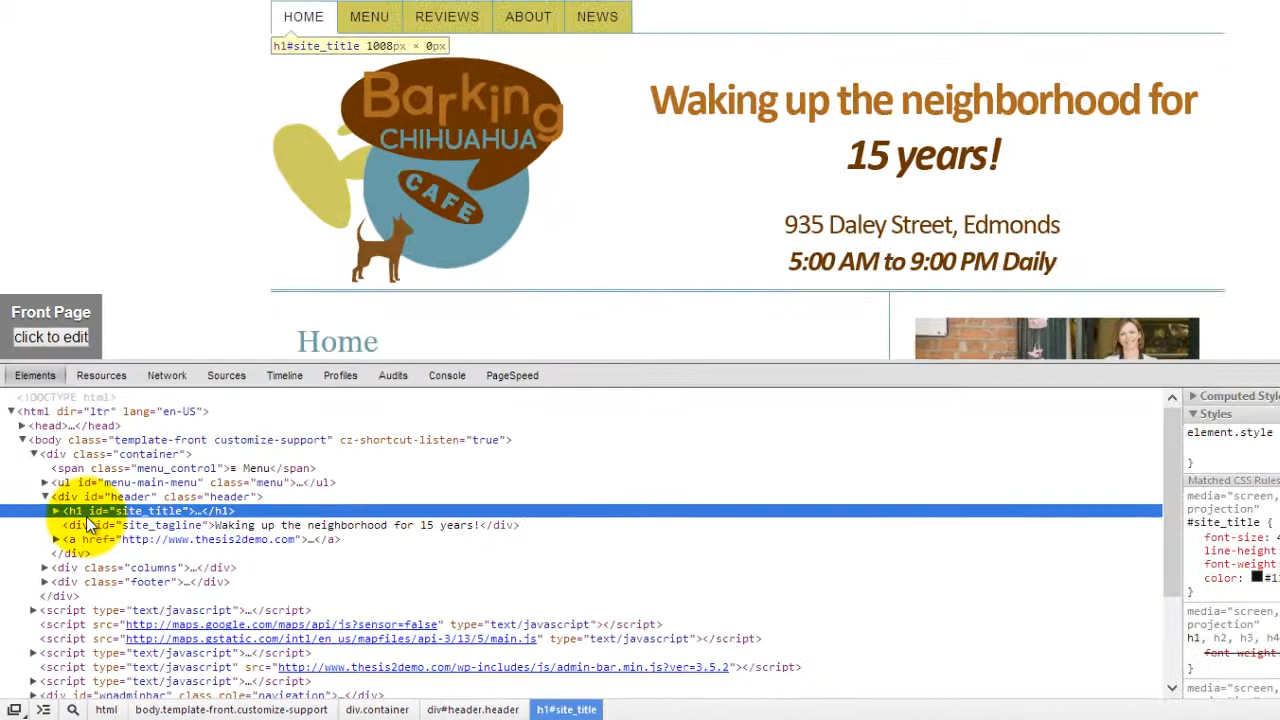 HOME MENU REVIEWS ABOUT NEWS
h1#site_title 1008px × 0px
Barking
CHIHUAHUA
CAFE
Waking up the neighborhood for
15 years!
935 Daley Street, Edmonds
5:00 AM to 9:00 PM Daily
Front Page
click to edit
Home
Elements Resources Network Sources Timeline Profiles Audits Console PageSpeed
<!DOCTYPE html>
▼<html dir="ltr" lang="en-US">
▶<head>…</head>
▼<body class="template-front customize-support" cz-shortcut-listen="true">
▼<div class="container">
<span class="menu_control">≡ Menu</span>
▶<ul id="menu-main-menu" class="menu">…</ul>
▼<div id="header" class="header">
▶<h1 id="site_title">…</h1>
<div id="site_tagline">Waking up the neighborhood for 15 years!</div>
▶<a href="http://www.thesis2demo.com">…</a>
</div>
▶<div class="columns">…</div>
▶<div class="footer">…</div>
</div>
▶<script type="text/javascript">…</script>
<script src="http://maps.google.com/maps/api/js?sensor=false" type="text/javascript"></script>
<script src="http://maps.gstatic.com/intl/en_us/mapfiles/api-3/13/5/main.js" type="text/javascript"></script>
▶<script type="text/javascript">…</script>
<script type="text/javascript" src="http://www.thesis2demo.com/wp-includes/js/admin-bar.min.js?ver=3.5.2"></script>
▶<script type="text/javascript">…</script>
▶<div id="wpadminbar" class role="navigation">…</div>
▶ Computed Style
▼ Styles
element.style
}
Matched CSS Rules
media="screen,
projection"
#site_title {
font-size: 4
line-height:
font-weight:
color: #1
}
media="screen,
projection"
h1, h2, h3, h4
font-weight
}
media="screen,
html body.template-front.customize-support div.container div#header.header h1#site_title